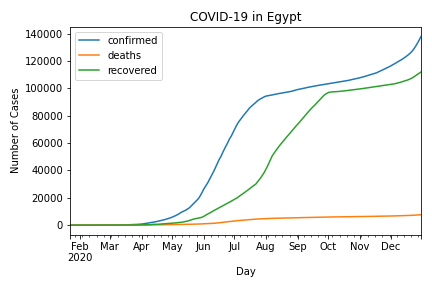 COVID-19 in Egypt
140000
120000
100000
80000
60000
40000
20000
0
Number of Cases
confirmed
deaths
recovered
Feb Mar Apr May Jun Jul Aug Sep Oct Nov Dec
2020
Day